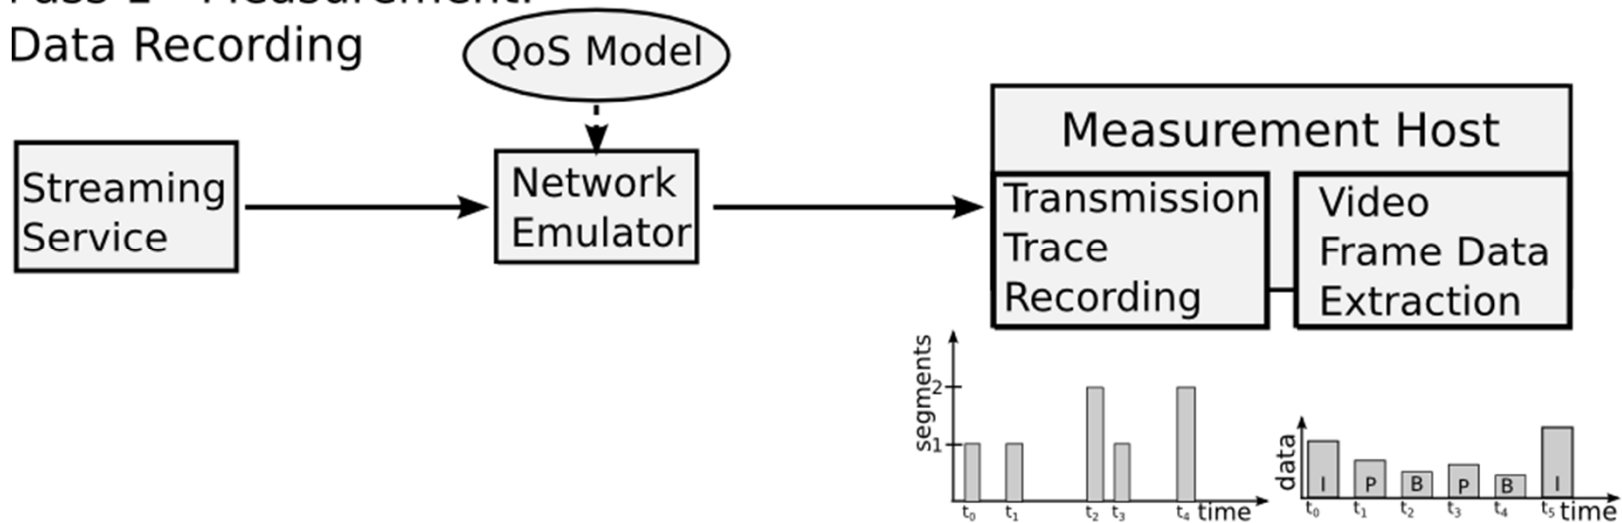 Data Recording
QoS Model
Streaming
Service
Network
Emulator
Measurement Host
Transmission
Trace
Recording
Video
Frame Data
Extraction
segments
2
s1
t0 t1 t2 t3 t4 time
data
I P B P B I
t0 t1 t2 t3 t4 t5 time